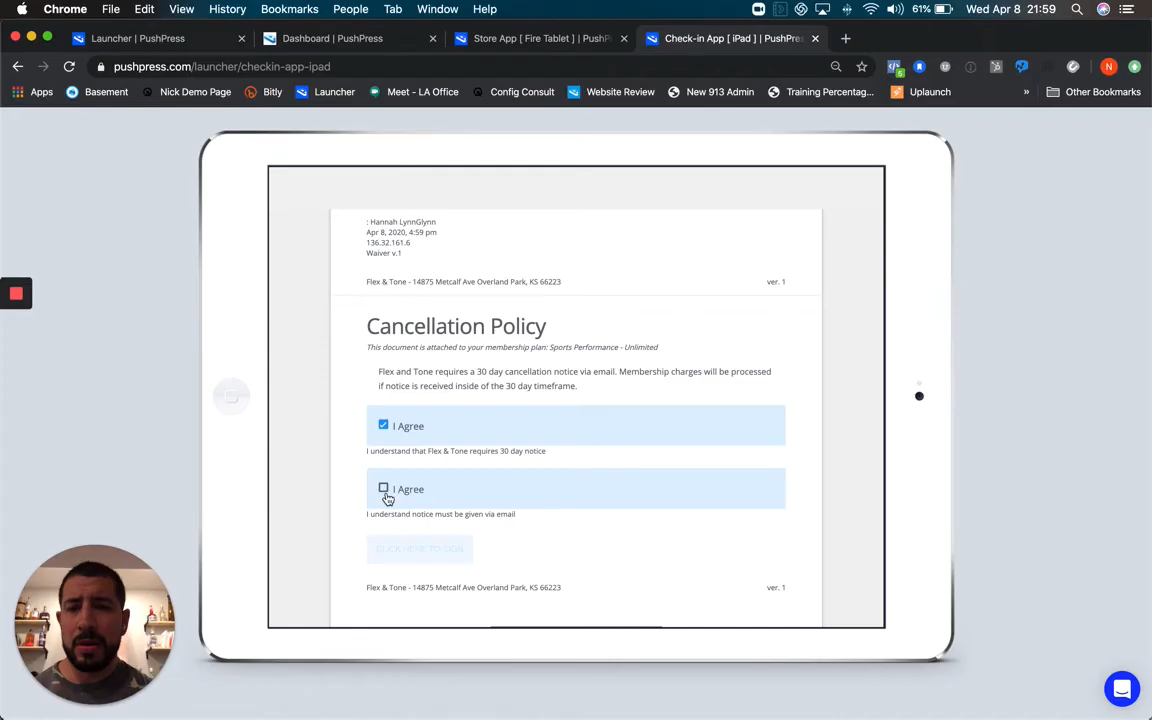 Chrome File Edit View History Bookmarks People Tab Window Help 61% Wed Apr 8 21:59
Launcher | PushPress Dashboard | PushPress Store App [ Fire Tablet ] | PushP Check-in App [ iPad ] | PushPres
pushpress.com/launcher/checkin-app-ipad N
Apps Basement Nick Demo Page Bitly Launcher Meet - LA Office Config Consult Website Review New 913 Admin Training Percentag... Uplaunch » Other Bookmarks
: Hannah LynnGlynn
Apr 8, 2020, 4:59 pm
136.32.161.6
Waiver v.1
Flex & Tone - 14875 Metcalf Ave Overland Park, KS 66223 ver. 1
Cancellation Policy
This document is attached to your membership plan: Sports Performance - Unlimited
Flex and Tone requires a 30 day cancellation notice via email. Membership charges will be processed
if notice is received inside of the 30 day timeframe.
I Agree
I understand that Flex & Tone requires 30 day notice
I Agree
I understand notice must be given via email
CLICK HERE TO SIGN
Flex & Tone - 14875 Metcalf Ave Overland Park, KS 66223 ver. 1